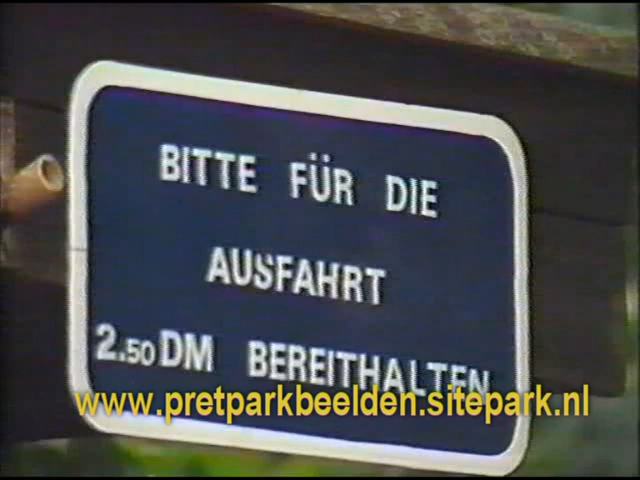 BITTE FÜR DIE
AUSFAHRT
2.50 DM BEREITHALTEN
www.pretparkbeelden.sitepark.nl